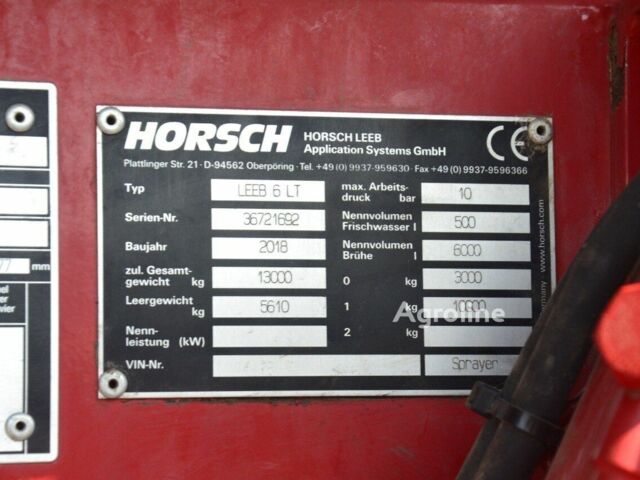 HORSCH
HORSCH LEEB
Application Systems GmbH
CE
Plattlinger Str. 21 · D-94562 Oberpöring · Tel. +49 (0) 9937-959630 · Fax +49 (0) 9937-9596366
Typ LEEB 6 LT
max. Arbeits-
druck bar 10
Serien-Nr. 36721692
Nennvolumen
Frischwasser l 500
Baujahr 2018
Nennvolumen
Brühe l 6000
zul. Gesamt-
gewicht kg 13000
0 kg 3000
Leergewicht
kg 5610
1 kg
Nenn-
leistung (kW)
2 kg
VIN-Nr.
Sprayer
www.horsch.com
Agroline
mm